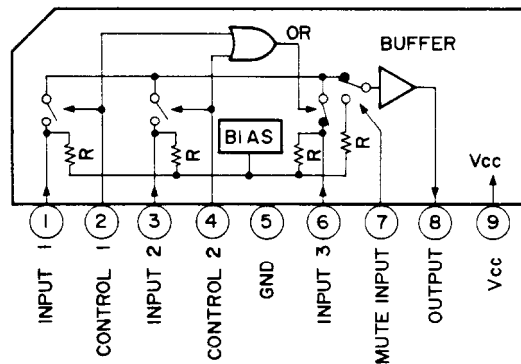 OR
BUFFER
BIAS
R
R
R
R
Vcc
1
2
3
4
5
6
7
8
9
INPUT 1
CONTROL 1
INPUT 2
CONTROL 2
GND
INPUT 3
MUTE INPUT
OUTPUT
Vcc